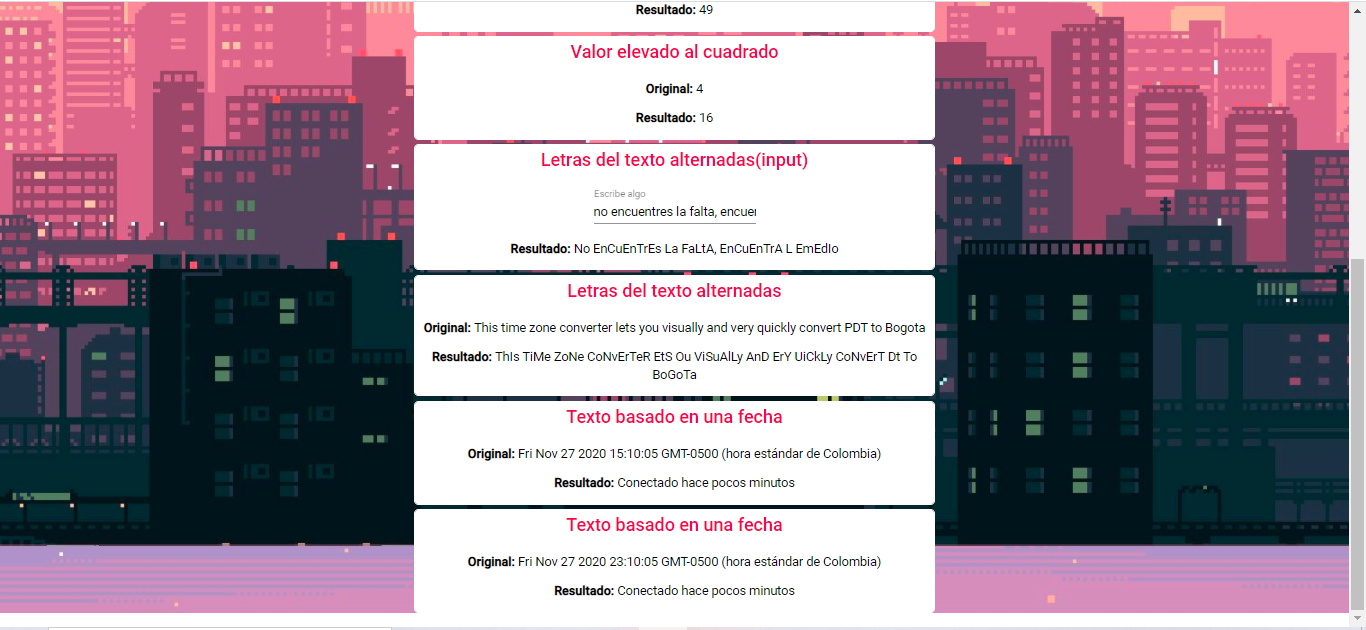 Resultado: 49
Valor elevado al cuadrado
Original: 4
Resultado: 16
Letras del texto alternadas(input)
Escribe algo
no encuentres la falta, encuen
Resultado: No EnCuEnTrEs La FaLtA, EnCuEnTrA L EmEdIo
Letras del texto alternadas
Original: This time zone converter lets you visually and very quickly convert PDT to Bogota
Resultado: ThIs TiMe ZoNe CoNvErTeR EtS Ou ViSuAlLy AnD ErY UiCkLy CoNvErT Dt To
BoGoTa
Texto basado en una fecha
Original: Fri Nov 27 2020 15:10:05 GMT-0500 (hora estándar de Colombia)
Resultado: Conectado hace pocos minutos
Texto basado en una fecha
Original: Fri Nov 27 2020 23:10:05 GMT-0500 (hora estándar de Colombia)
Resultado: Conectado hace pocos minutos